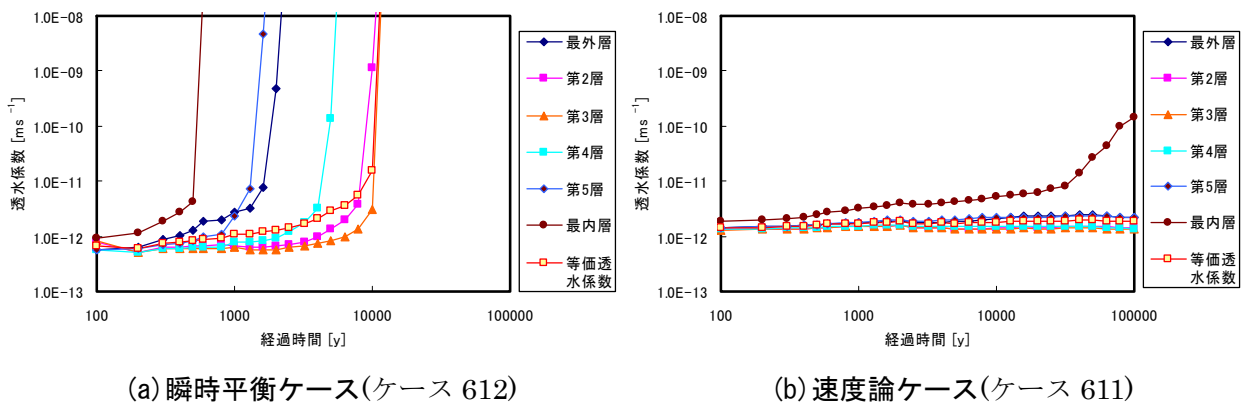 1.0E-08
1.0E-09
1.0E-10
1.0E-11
1.0E-12
1.0E-13
透水係数 [ms⁻¹]
100 1000 10000 100000
経過時間 [y]
最外層
第2層
第3層
第4層
第5層
最内層
等価透
水係数
(a)瞬時平衡ケース(ケース 612)
1.0E-08
1.0E-09
1.0E-10
1.0E-11
1.0E-12
1.0E-13
透水係数 [ms⁻¹]
100 1000 10000 100000
経過時間 [y]
最外層
第2層
第3層
第4層
第5層
最内層
等価透
水係数
(b)速度論ケース(ケース 611)